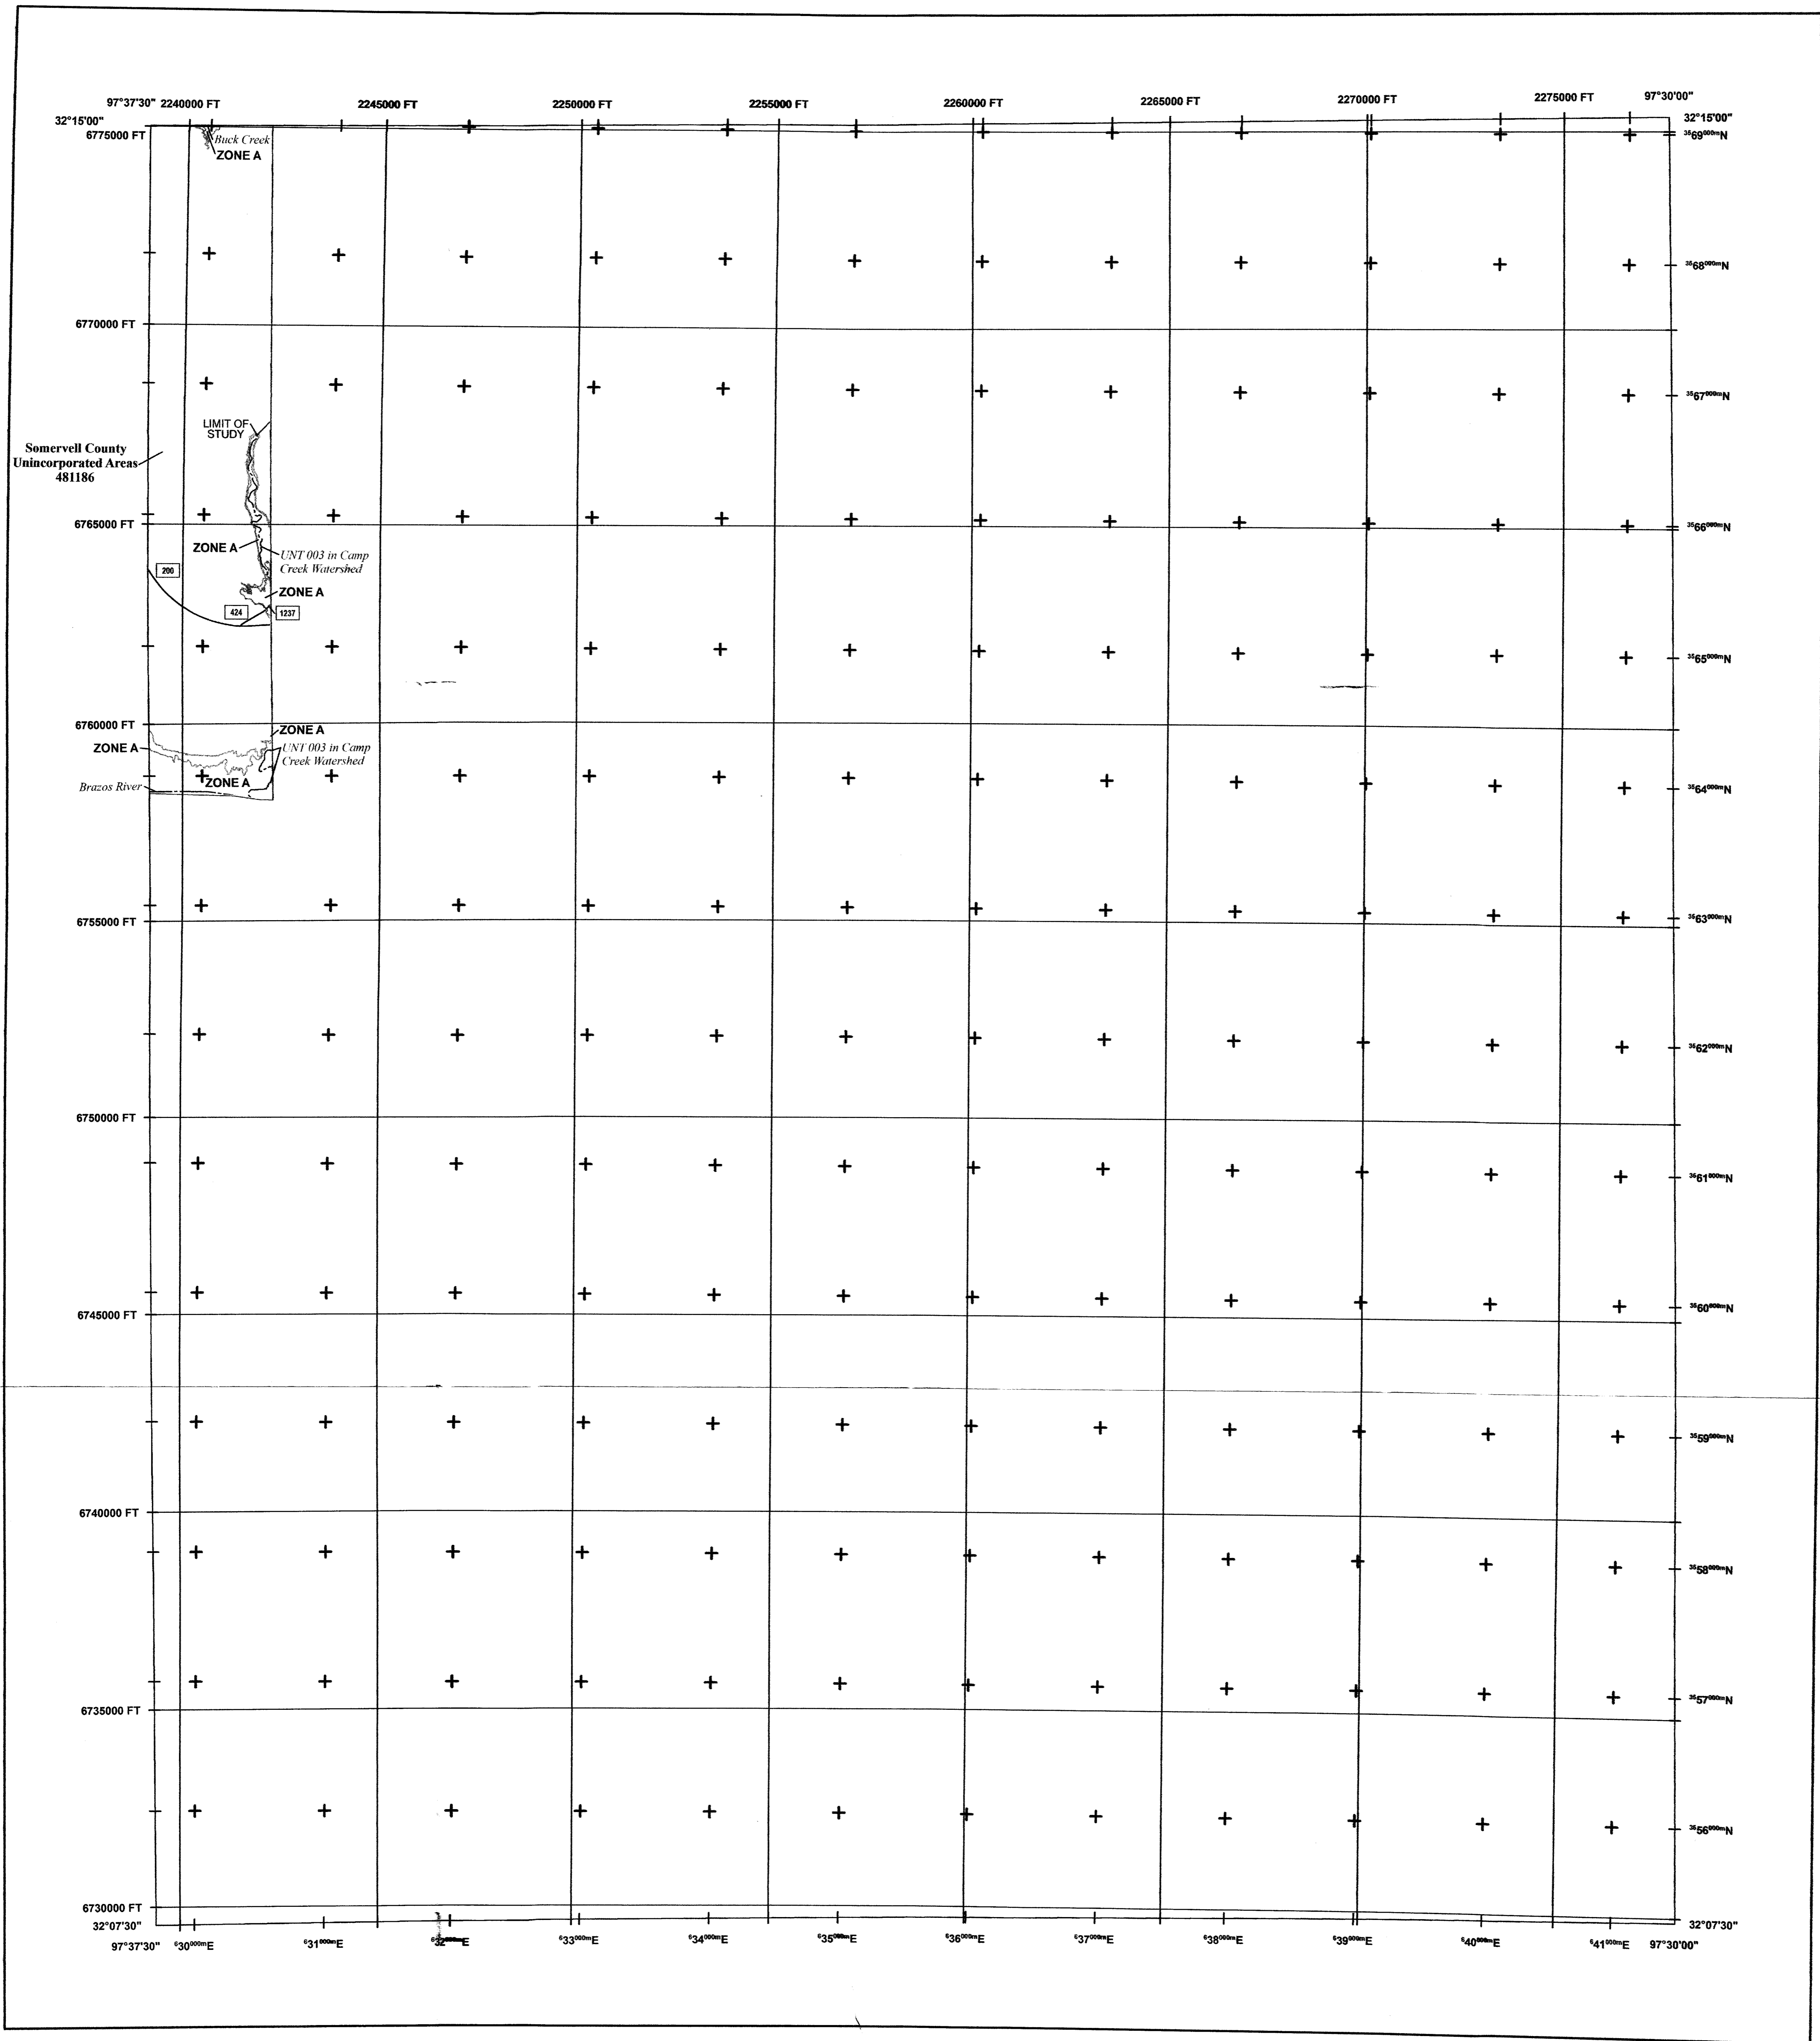 97°37'30" 2240000 FT 2245000 FT 2250000 FT 2255000 FT 2260000 FT 2265000 FT 2270000 FT 2275000 FT 97°30'00"
32°15'00" 32°15'00"
6775000 FT
3569000mN
Buck Creek
ZONE A
3568000mN
6770000 FT
3567000mN
LIMIT OF
STUDY
Somervell County
Unincorporated Areas
481186
6765000 FT
3566000mN
ZONE A
UNT 003 in Camp
Creek Watershed
200
ZONE A
424 1237
3565000mN
6760000 FT
ZONE A
ZONE A
UNT 003 in Camp
Creek Watershed
ZONE A
Brazos River
3564000mN
6755000 FT
3563000mN
3562000mN
6750000 FT
3561000mN
6745000 FT
3560000mN
3559000mN
6740000 FT
3558000mN
6735000 FT
3557000mN
3556000mN
6730000 FT
32°07'30" 32°07'30"
97°37'30" 630000mE 631000mE 632000mE 633000mE 634000mE 635000mE 636000mE 637000mE 638000mE 639000mE 640000mE 641000mE 97°30'00"